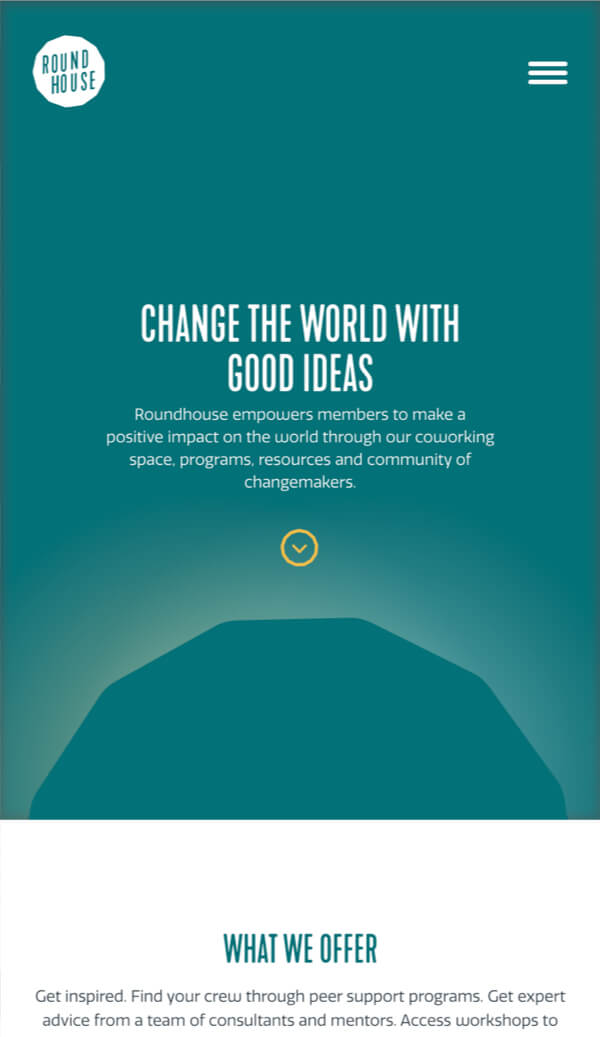 ROUND
HOUSE
CHANGE THE WORLD WITH
GOOD IDEAS
Roundhouse empowers members to make a
positive impact on the world through our coworking
space, programs, resources and community of
changemakers.
WHAT WE OFFER
Get inspired. Find your crew through peer support programs. Get expert
advice from a team of consultants and mentors. Access workshops to